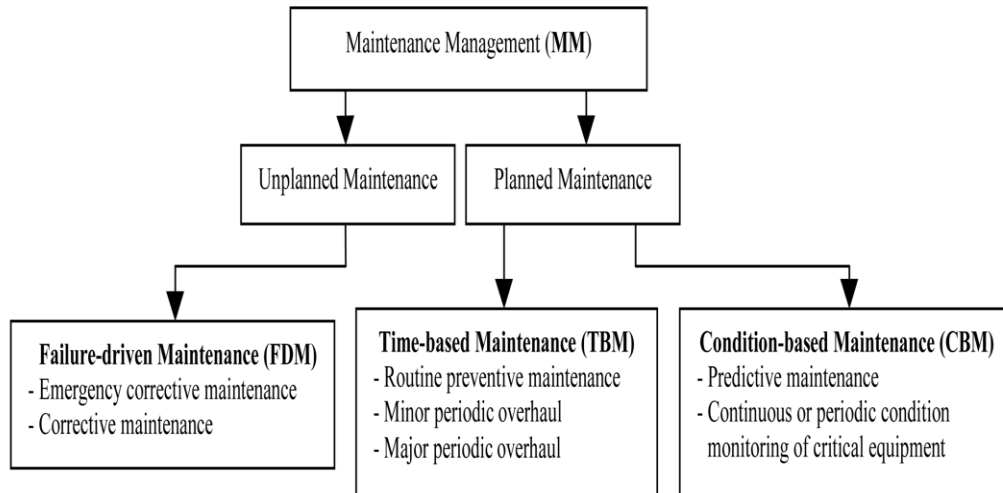 Maintenance Management (MM)
Unplanned Maintenance
Planned Maintenance
Failure-driven Maintenance (FDM)
- Emergency corrective maintenance
- Corrective maintenance
Time-based Maintenance (TBM)
- Routine preventive maintenance
- Minor periodic overhaul
- Major periodic overhaul
Condition-based Maintenance (CBM)
- Predictive maintenance
- Continuous or periodic condition
monitoring of critical equipment